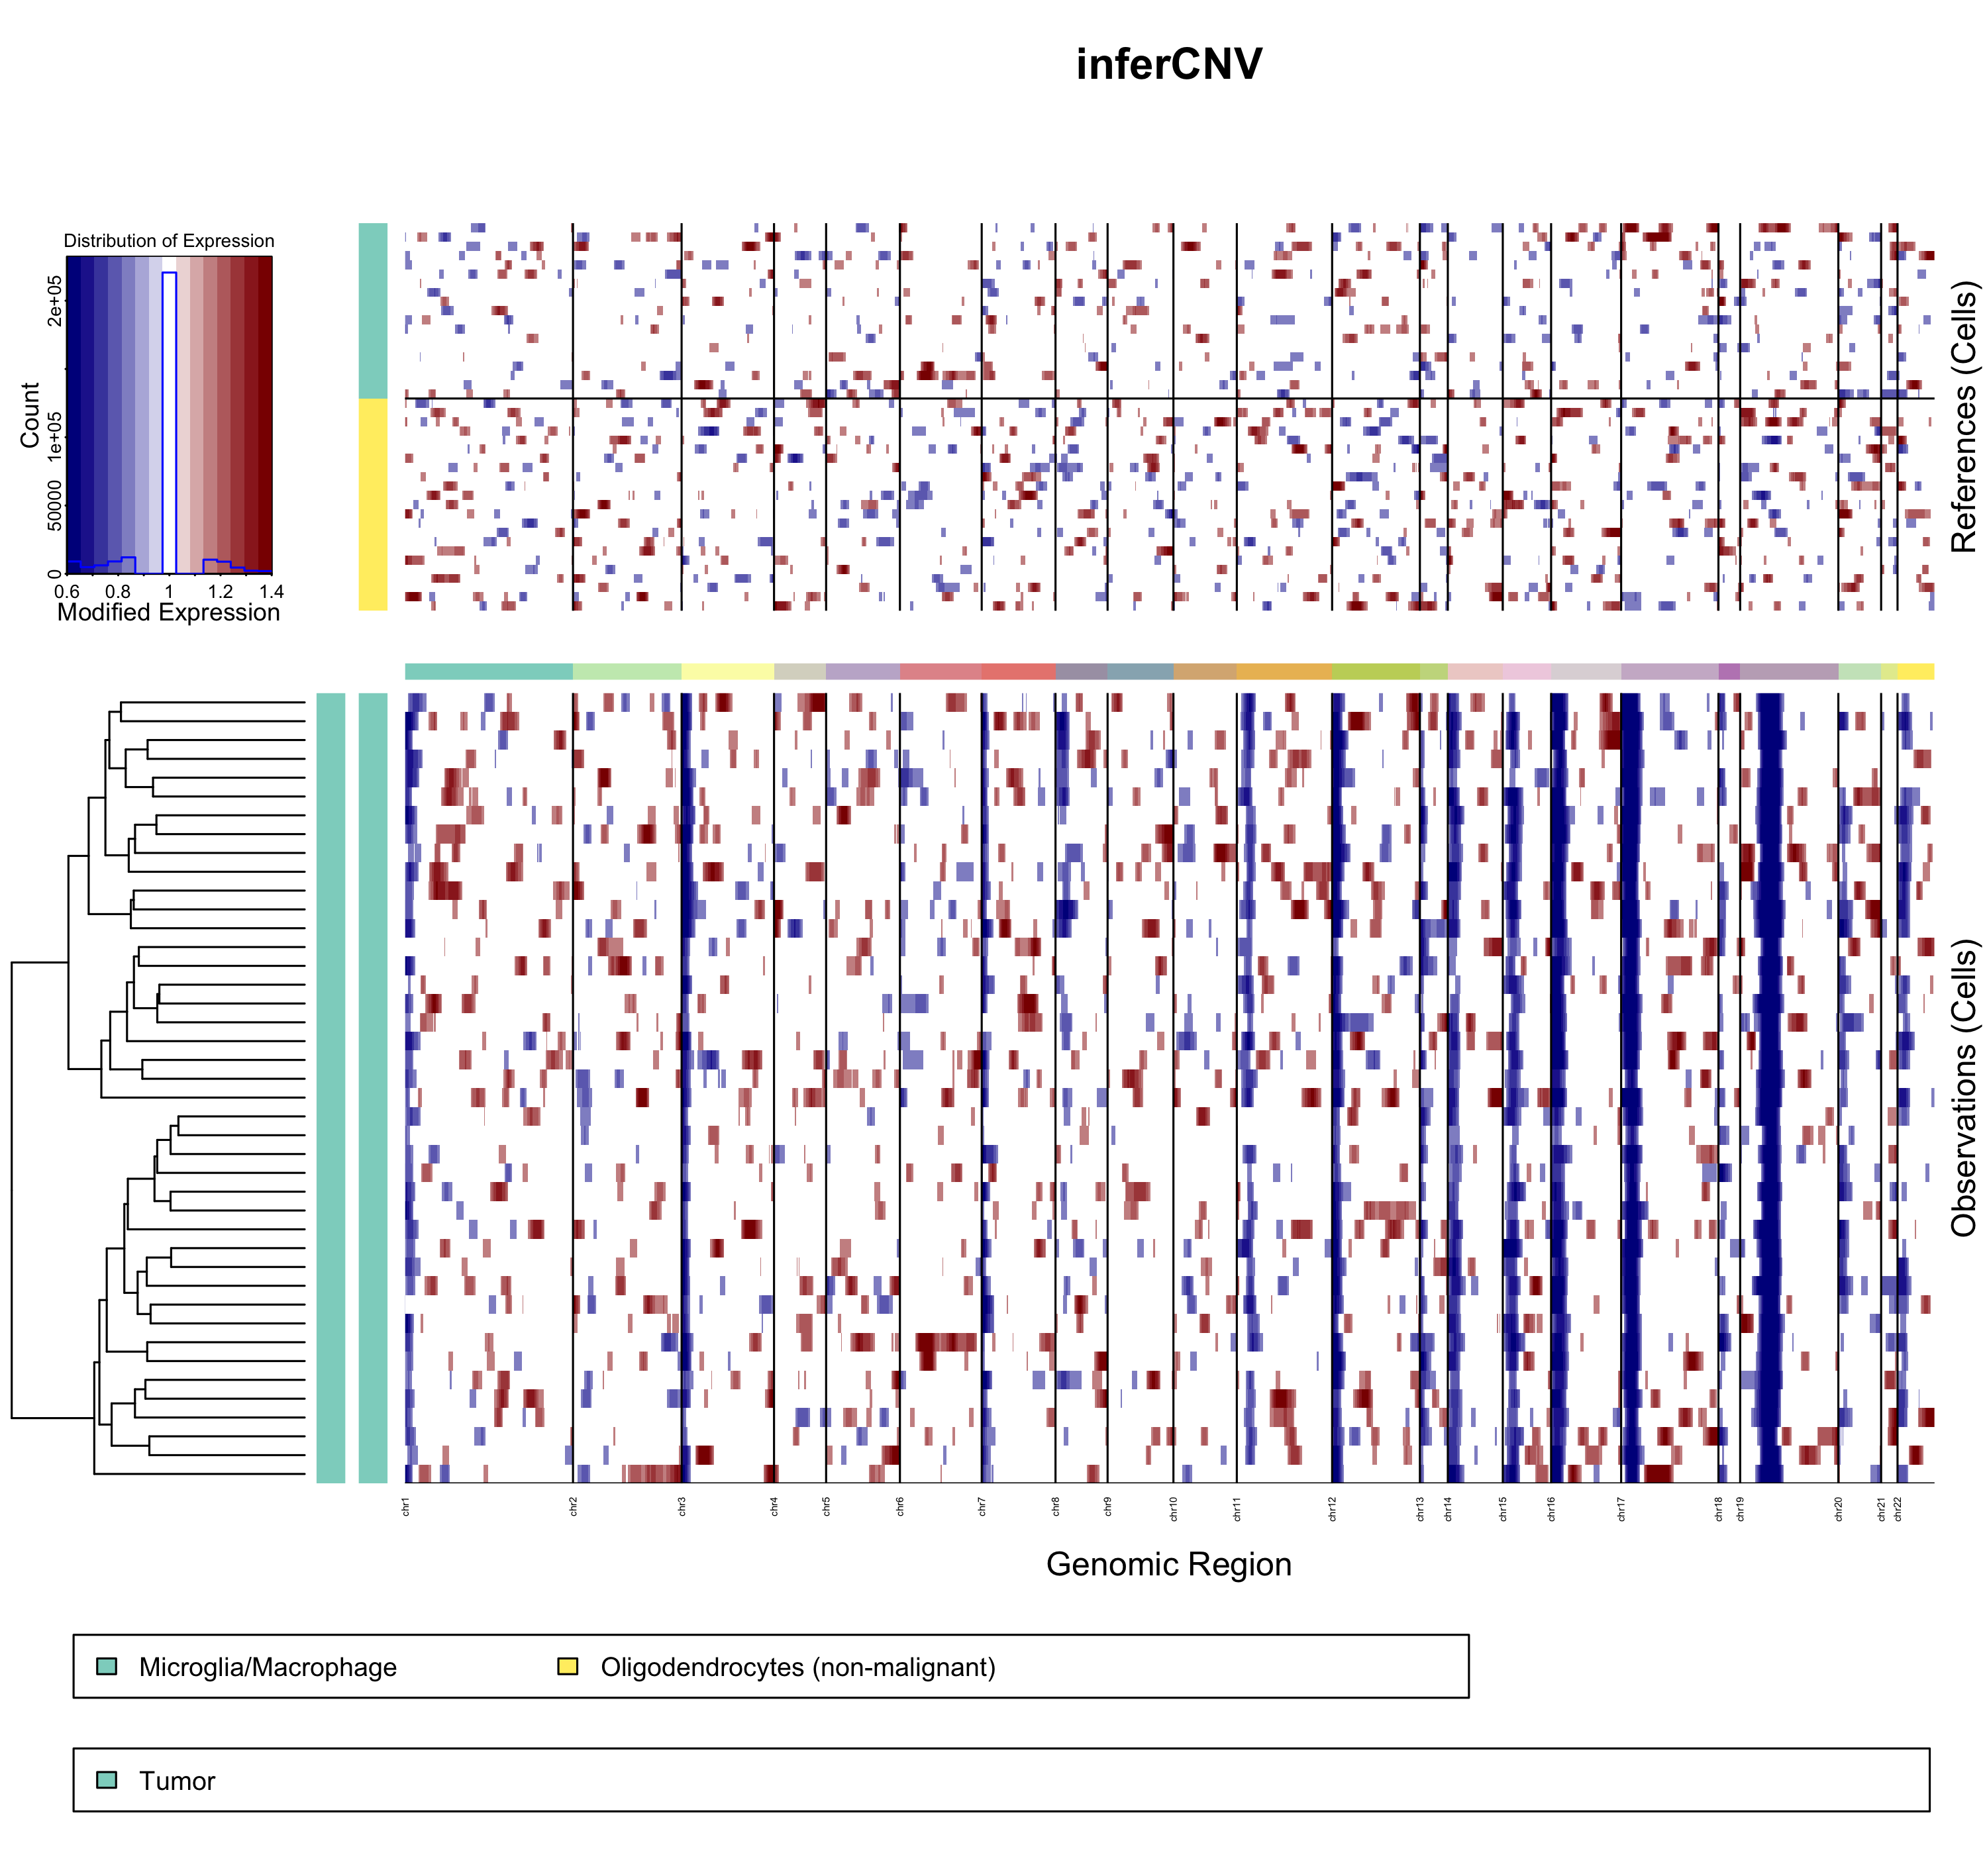 inferCNV
Distribution of Expression
Count
0 50000 1e+05 2e+05
0.6 0.8 1 1.2 1.4
Modified Expression
References (Cells)
Observations (Cells)
chr1 chr2 chr3 chr4 chr5 chr6 chr7 chr8 chr9 chr10 chr11 chr12 chr13 chr14 chr15 chr16 chr17 chr18 chr19 chr20 chr21 chr22
Genomic Region
Microglia/Macrophage Oligodendrocytes (non-malignant)
Tumor